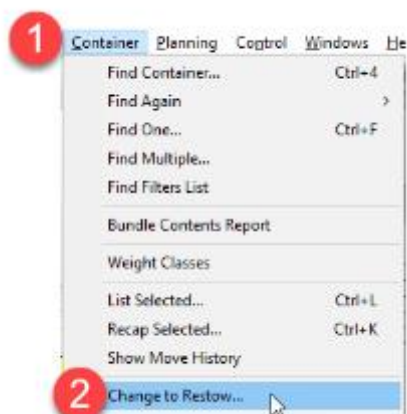 1
Container Planning Control Windows He
Find Container... Ctrl+4
Find Again >
Find One... Ctrl+F
Find Multiple...
Find Filters List
Bundle Contents Report
Weight Classes
List Selected... Ctrl+L
Recap Selected... Ctrl+K
Show Move History
2
Change to Restow...